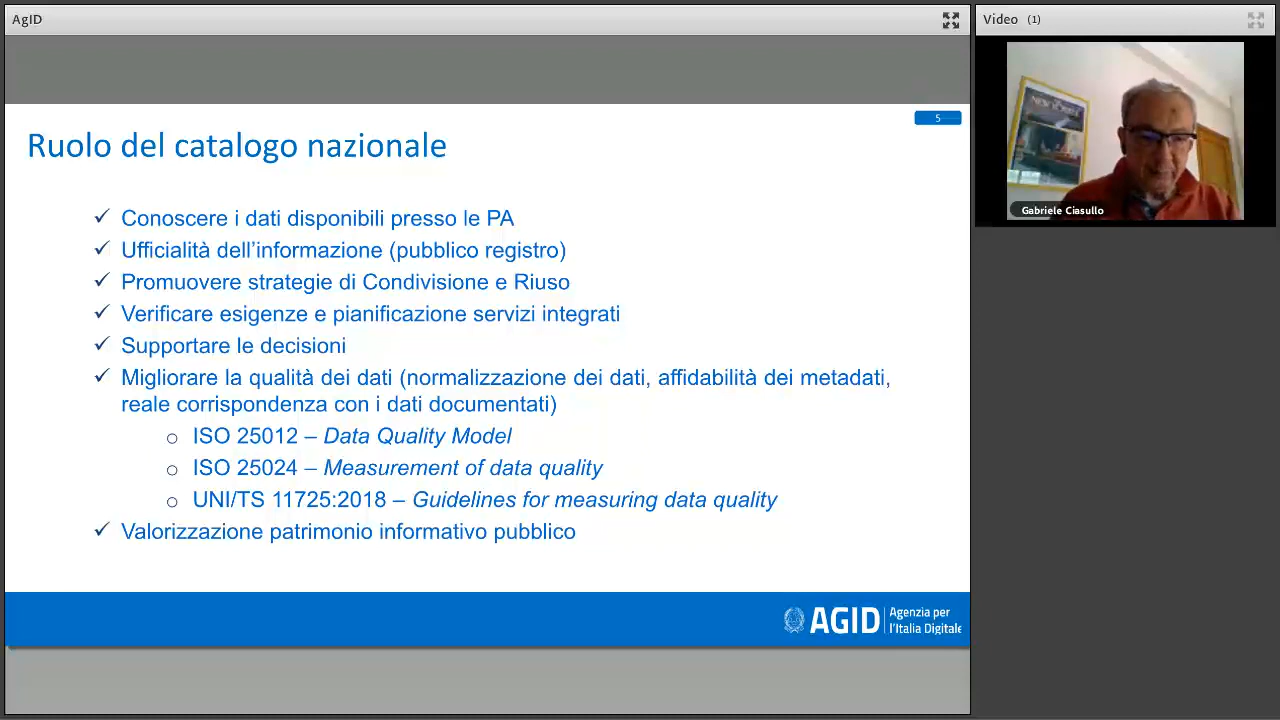 AgID
Video (1)
5
Ruolo del catalogo nazionale
Conoscere i dati disponibili presso le PA
Ufficialità dell’informazione (pubblico registro)
Promuovere strategie di Condivisione e Riuso
Verificare esigenze e pianificazione servizi integrati
Supportare le decisioni
Migliorare la qualità dei dati (normalizzazione dei dati, affidabilità dei metadati,
reale corrispondenza con i dati documentati)
ISO 25012 – Data Quality Model
ISO 25024 – Measurement of data quality
UNI/TS 11725:2018 – Guidelines for measuring data quality
Valorizzazione patrimonio informativo pubblico
AGID
Agenzia per
l'Italia Digitale
NEW YORKER
Gabriele Ciasullo